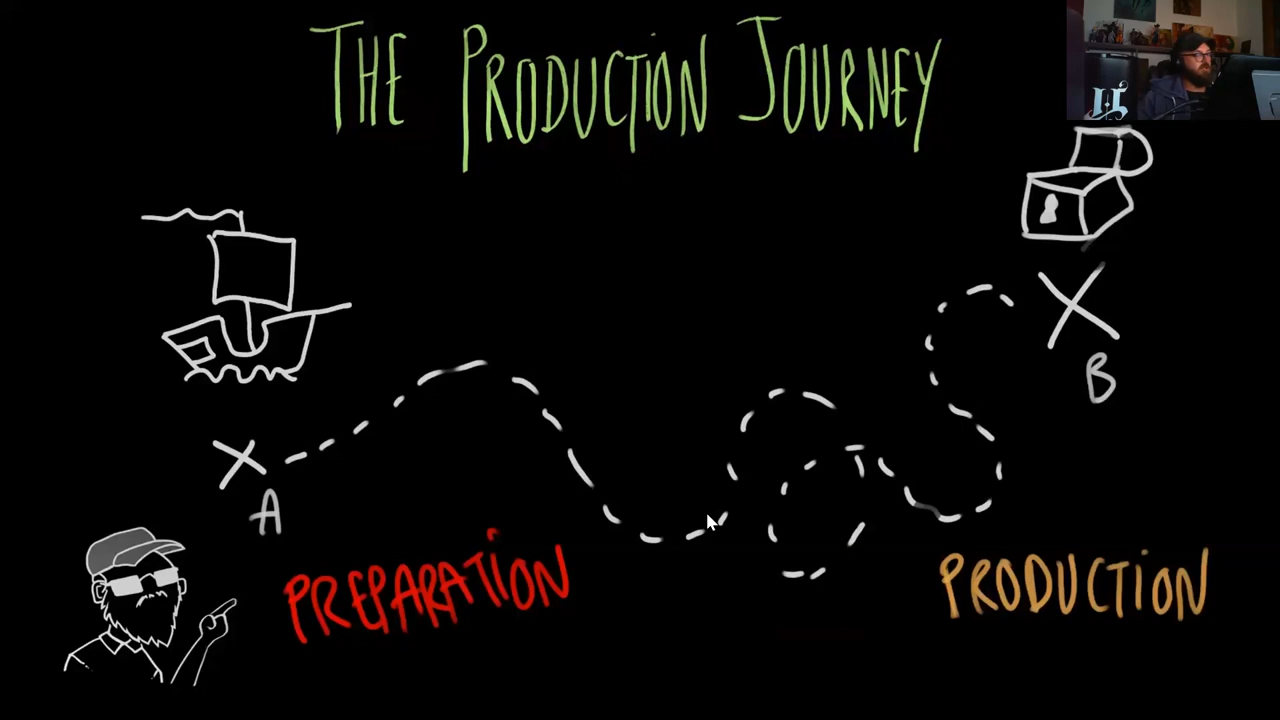 THE PRODUCTION JOURNEY
B
A
PREPARATION
PRODUCTION